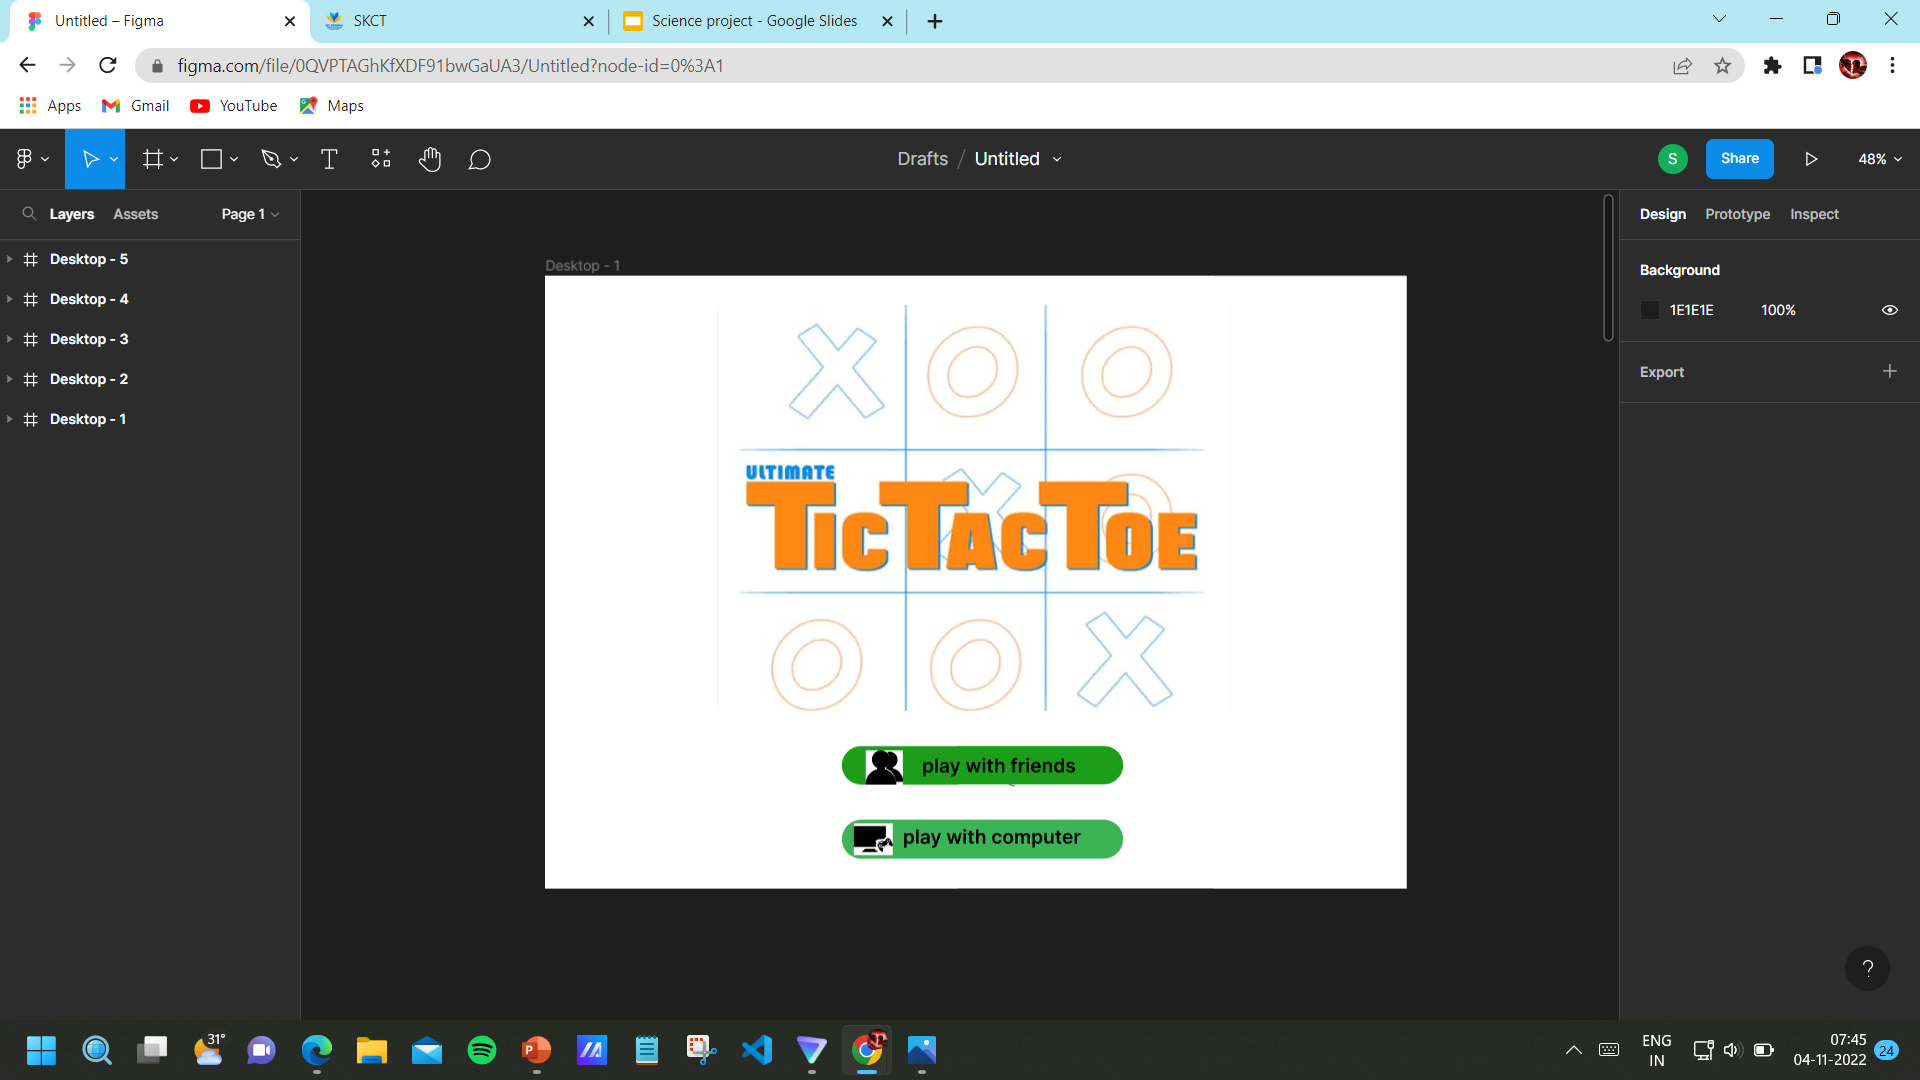 Untitled – Figma
SKCT
Science project - Google Slides
figma.com/file/0QVPTAGhKfXDF91bwGaUA3/Untitled?node-id=0%3A1
Apps
Gmail
YouTube
Maps
Drafts / Untitled
S
Share
48%
Layers
Assets
Page 1
Design
Prototype
Inspect
Desktop - 5
Desktop - 4
Desktop - 3
Desktop - 2
Desktop - 1
Background
1E1E1E
100%
Export
Desktop - 1
ULTIMATE
TICTACTOE
play with friends
play with computer
?
31°
ENG
IN
07:45
04-11-2022
24